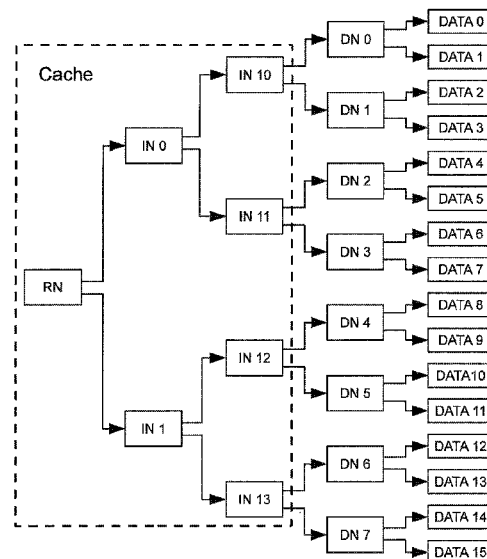 Cache
RN
IN 0
IN 1
IN 10
IN 11
IN 12
IN 13
DN 0
DN 1
DN 2
DN 3
DN 4
DN 5
DN 6
DN 7
DATA 0
DATA 1
DATA 2
DATA 3
DATA 4
DATA 5
DATA 6
DATA 7
DATA 8
DATA 9
DATA10
DATA 11
DATA 12
DATA 13
DATA 14
DATA 15